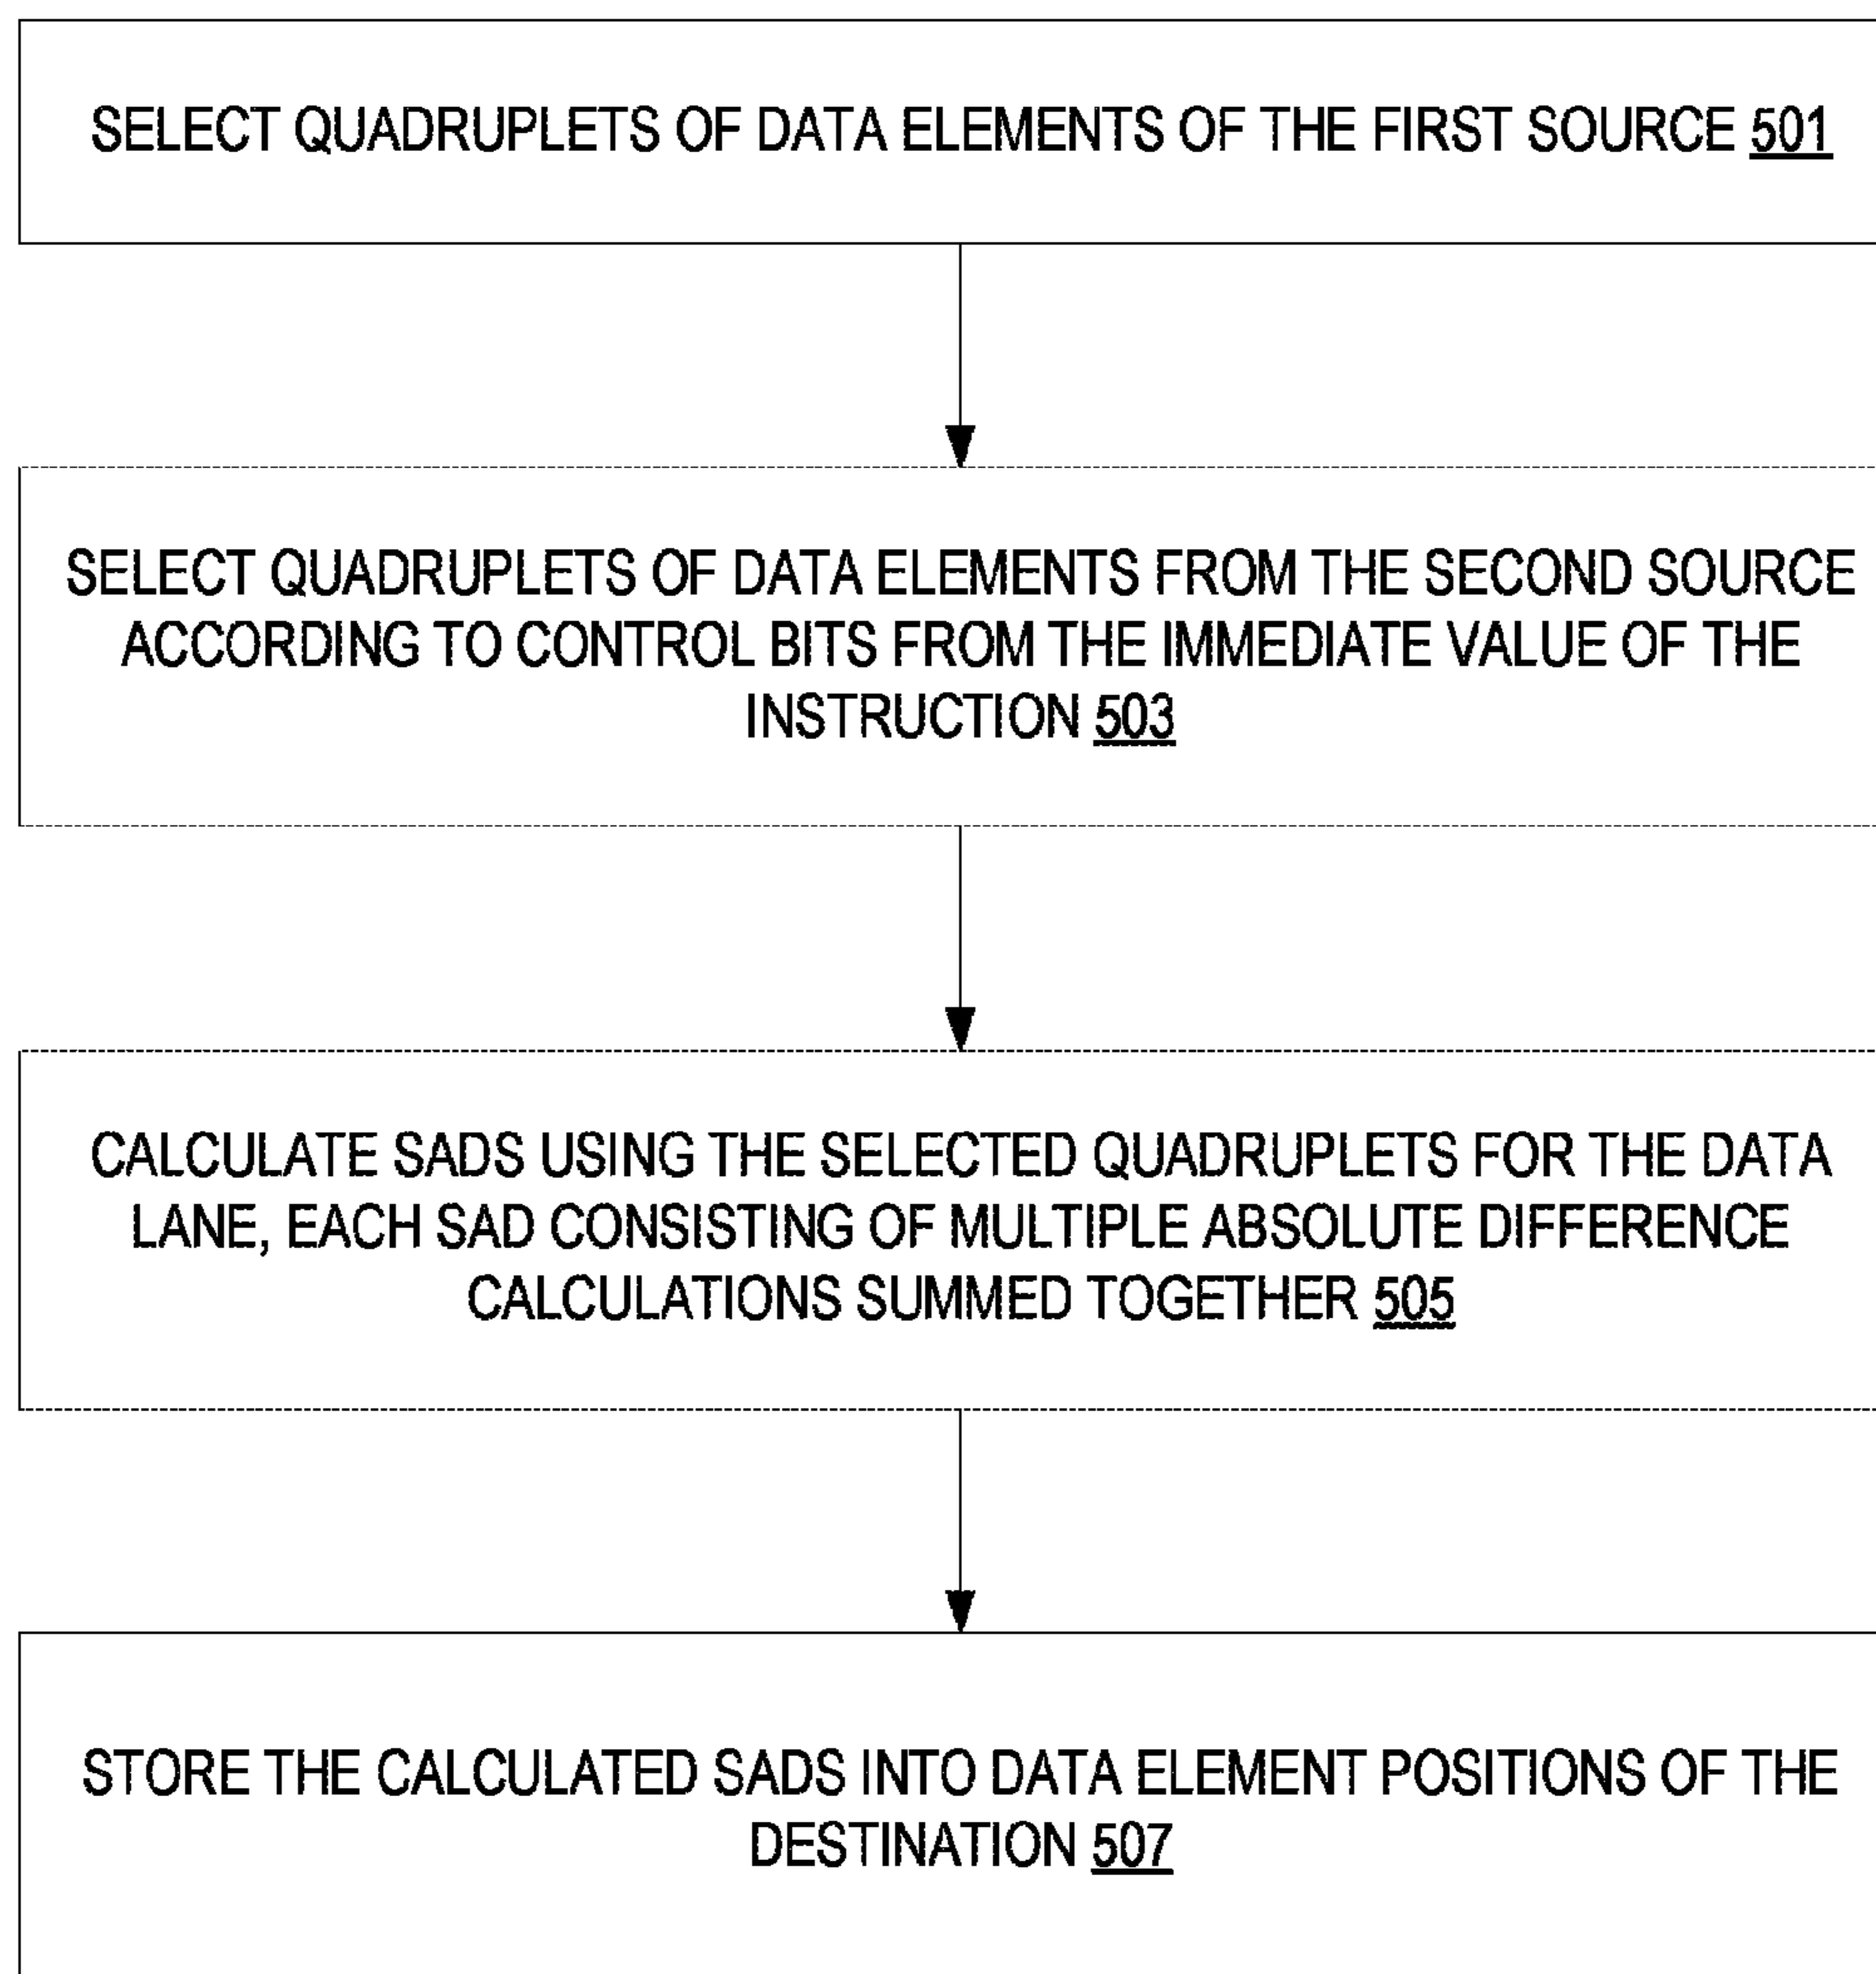 SELECT QUADRUPLETS OF DATA ELEMENTS OF THE FIRST SOURCE 501
SELECT QUADRUPLETS OF DATA ELEMENTS FROM THE SECOND SOURCE
ACCORDING TO CONTROL BITS FROM THE IMMEDIATE VALUE OF THE
INSTRUCTION 503
CALCULATE SADS USING THE SELECTED QUADRUPLETS FOR THE DATA
LANE, EACH SAD CONSISTING OF MULTIPLE ABSOLUTE DIFFERENCE
CALCULATIONS SUMMED TOGETHER 505
STORE THE CALCULATED SADS INTO DATA ELEMENT POSITIONS OF THE
DESTINATION 507